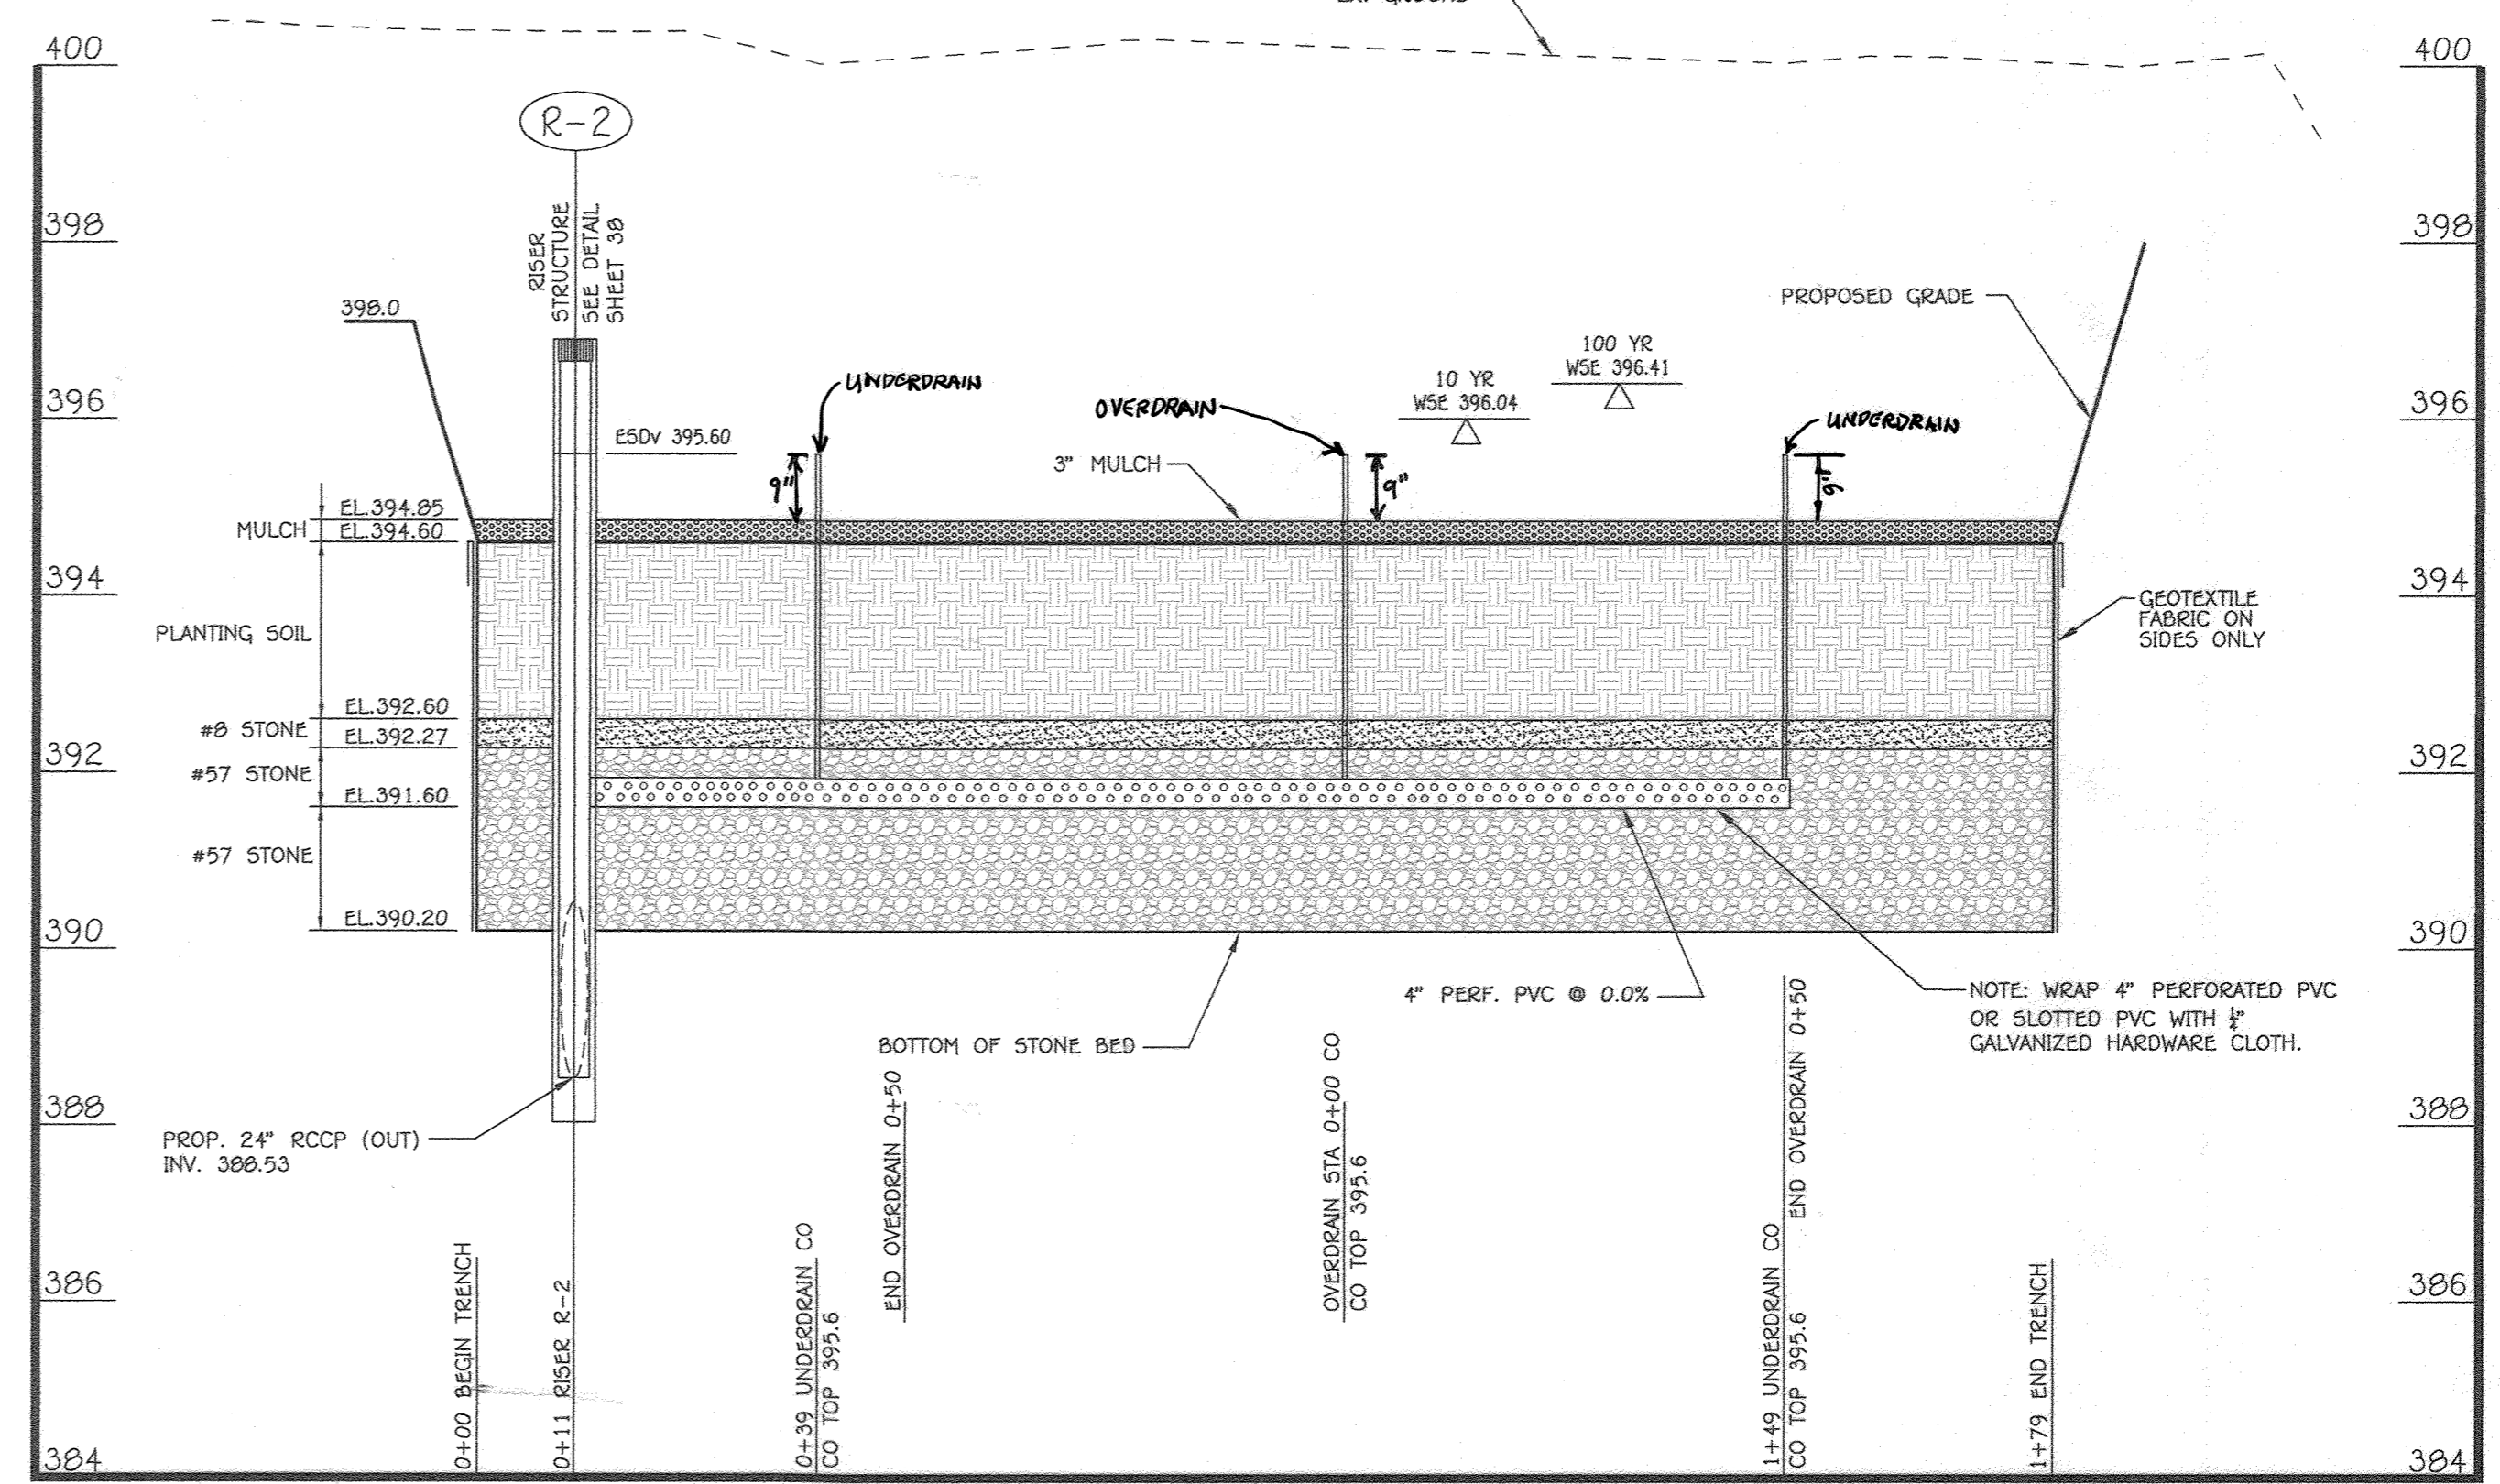 400
400
R-2
RISER
STRUCTURE
SEE DETAIL
SHEET 38
398
398
398.0
PROPOSED GRADE
100 YR
WSE 396.41
10 YR
WSE 396.04
UNDERDRAIN
OVERDRAIN
UNDERDRAIN
396
396
ESDv 395.60
3" MULCH
9"
9"
9"
EL.394.85
MULCH
EL.394.60
394
394
GEOTEXTILE
FABRIC ON
SIDES ONLY
PLANTING SOIL
EL.392.60
#8 STONE
EL.392.27
392
392
#57 STONE
EL.391.60
#57 STONE
EL.390.20
390
390
4" PERF. PVC @ 0.0%
NOTE: WRAP 4" PERFORATED PVC
OR SLOTTED PVC WITH ¼"
GALVANIZED HARDWARE CLOTH.
BOTTOM OF STONE BED
388
388
PROP. 24" RCCP (OUT)
INV. 388.53
386
386
0+00 BEGIN TRENCH
0+11 RISER R-2
0+39 UNDERDRAIN CO
CO TOP 395.6
END OVERDRAIN 0+50
OVERDRAIN STA 0+00 CO
CO TOP 395.6
1+49 UNDERDRAIN CO
CO TOP 395.6
END OVERDRAIN 0+50
1+79 END TRENCH
384
384